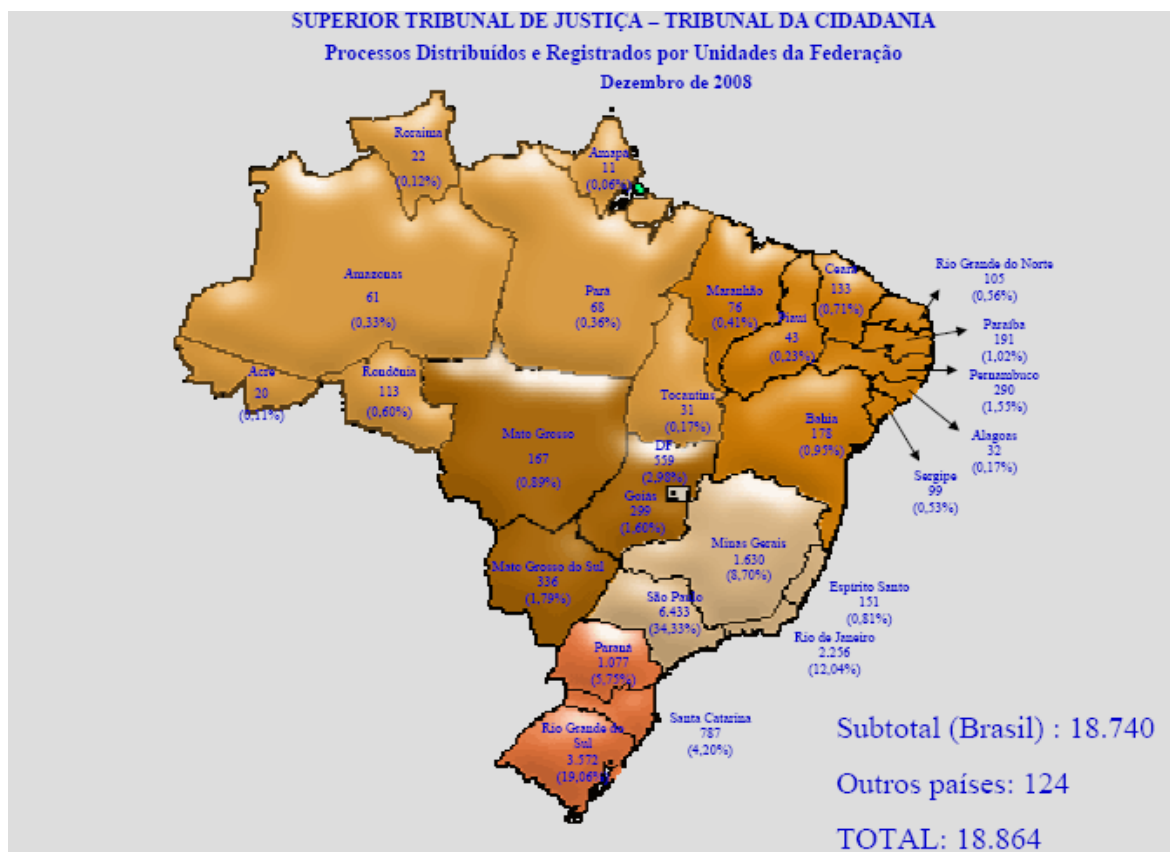 SUPERIOR TRIBUNAL DE JUSTIÇA – TRIBUNAL DA CIDADANIA
Processos Distribuídos e Registrados por Unidades da Federação
Dezembro de 2008
Roraima
22
(0,12%)
Amapá
11
(0,06%)
Amazonas
61
(0,33%)
Pará
68
(0,36%)
Maranhão
76
(0,41%)
Piauí
43
(0,23%)
Ceará
133
(0,71%)
Rio Grande do Norte
105
(0,56%)
Paraíba
191
(1,02%)
Pernambuco
290
(1,55%)
Alagoas
32
(0,17%)
Sergipe
99
(0,53%)
Acre
20
(0,11%)
Rondônia
113
(0,60%)
Tocantins
31
(0,17%)
Bahia
178
(0,95%)
Mato Grosso
167
(0,89%)
DF
559
(2,98%)
Goiás
299
(1,60%)
Mato Grosso do Sul
336
(1,79%)
Minas Gerais
1.630
(8,70%)
Espírito Santo
151
(0,81%)
São Paulo
6.433
(34,33%)
Rio de Janeiro
2.256
(12,04%)
Paraná
1.077
(5,75%)
Santa Catarina
787
(4,20%)
Rio Grande do
Sul
3.572
(19,06%)
Subtotal (Brasil) : 18.740
Outros países: 124
TOTAL: 18.864